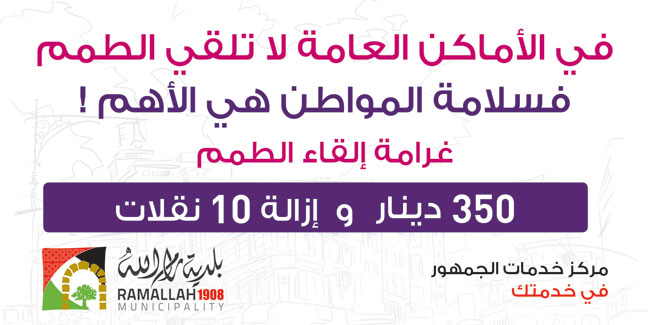 في الأماكن العامة لا تلقي الطمم
فسلامة المواطن هي الأهم !
غرامة إلقاء الطمم
350 دينار و إزالة 10 نقلات
مركز خدمات الجمهور
في خدمتك
بلدية رام الله
RAMALLAH 1908
MUNICIPALITY